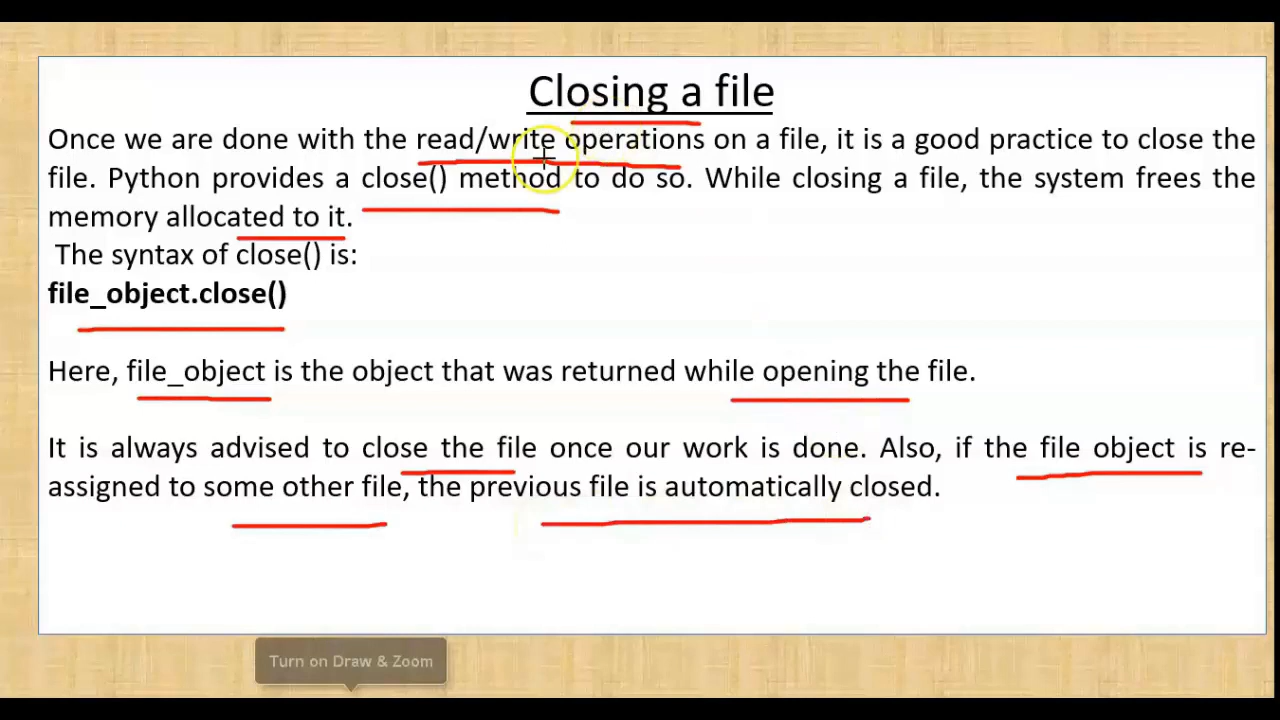 Closing a file
Once we are done with the read/write operations on a file, it is a good practice to close the
file. Python provides a close() method to do so. While closing a file, the system frees the
memory allocated to it.
The syntax of close() is:
file_object.close()
Here, file_object is the object that was returned while opening the file.
It is always advised to close the file once our work is done. Also, if the file object is re-
assigned to some other file, the previous file is automatically closed.
Turn on Draw & Zoom